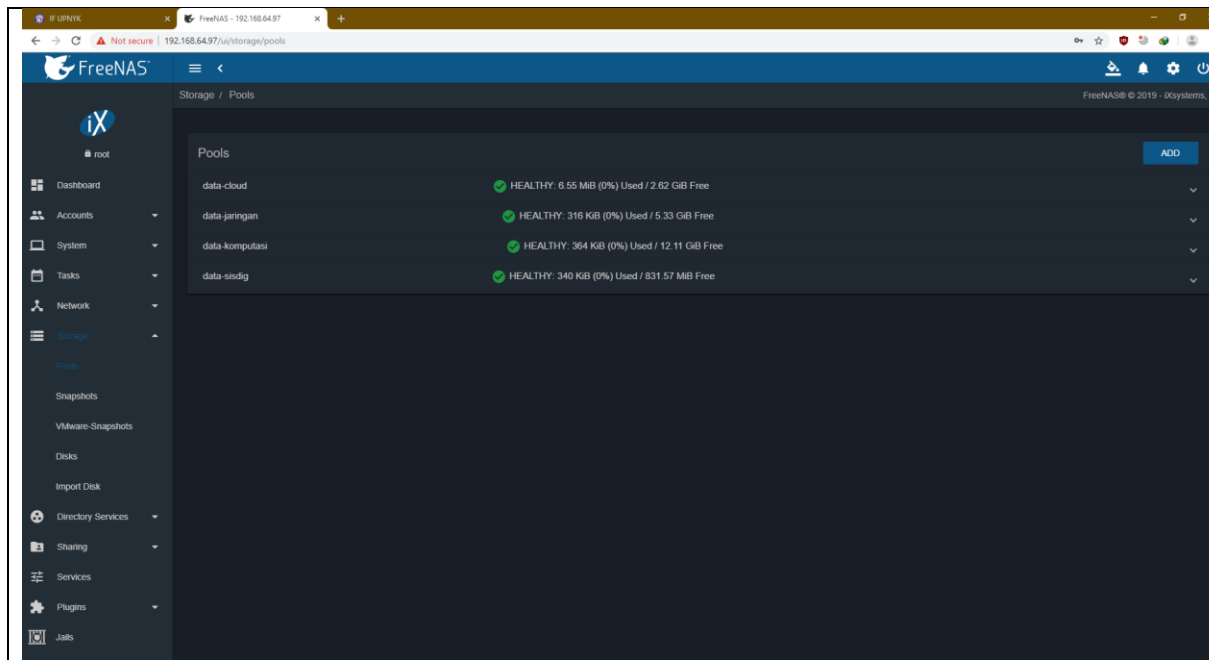 IF UPNYK
FreeNAS - 192.168.64.97
Not secure | 192.168.64.97/ui/storage/pools
FreeNAS®
Storage / Pools
FreeNAS® © 2019 - iXsystems,
iX
root
Pools
ADD
data-cloud HEALTHY: 6.55 MiB (0%) Used / 2.62 GiB Free
data-jaringan HEALTHY: 316 KiB (0%) Used / 5.33 GiB Free
data-komputasi HEALTHY: 364 KiB (0%) Used / 12.11 GiB Free
data-sisdig HEALTHY: 340 KiB (0%) Used / 831.57 MiB Free
Dashboard
Accounts
System
Tasks
Network
Storage
Pools
Snapshots
VMware-Snapshots
Disks
Import Disk
Directory Services
Sharing
Services
Plugins
Jails